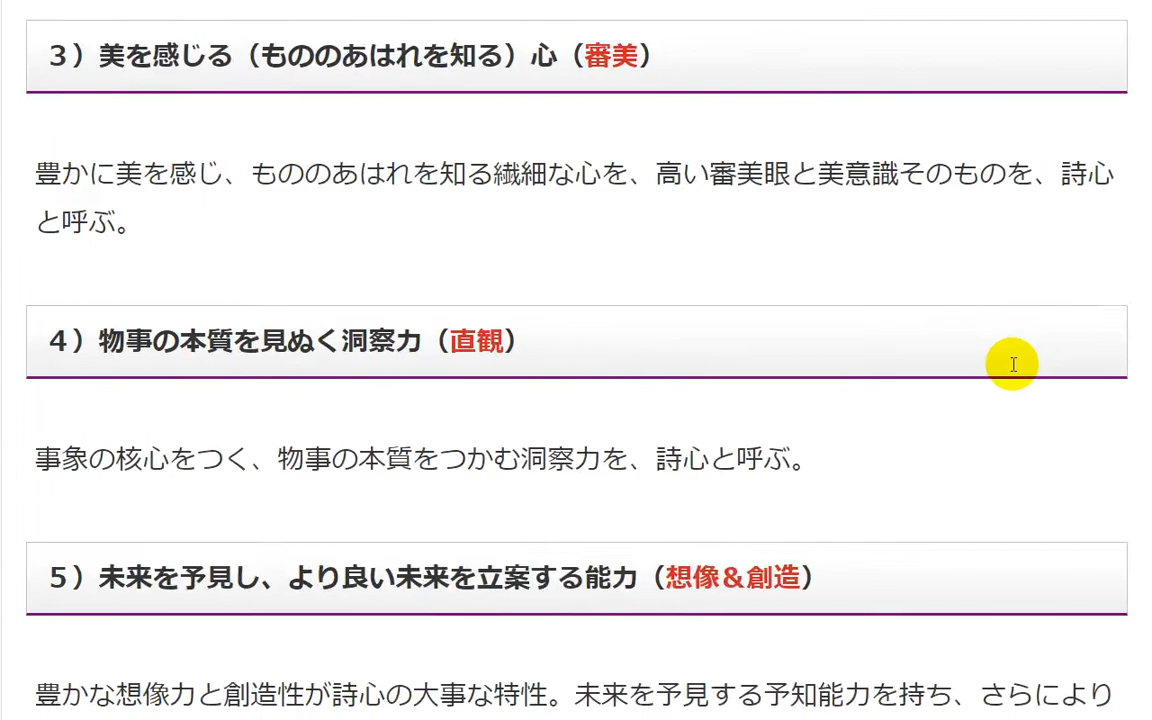 ３）美を感じる（もののあはれを知る）心（審美）
豊かに美を感じ、もののあはれを知る繊細な心を、高い審美眼と美意識そのものを、詩心
と呼ぶ。
４）物事の本質を見ぬく洞察力（直観）
事象の核心をつく、物事の本質をつかむ洞察力を、詩心と呼ぶ。
５）未来を予見し、より良い未来を立案する能力（想像＆創造）
豊かな想像力と創造性が詩心の大事な特性。未来を予見する予知能力を持ち、さらにより